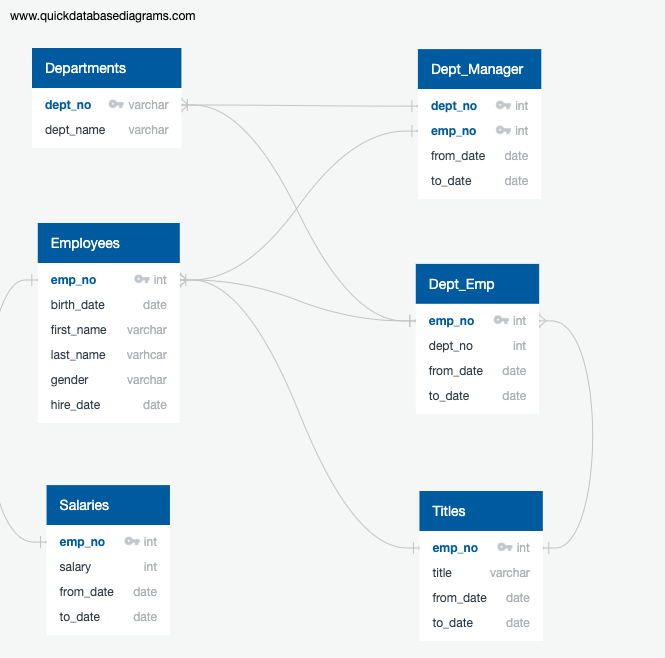 www.quickdatabasediagrams.com
Departments
dept_no varchar
dept_name varchar
Dept_Manager
dept_no int
emp_no int
from_date date
to_date date
Employees
emp_no int
birth_date date
first_name varchar
last_name varhcar
gender varchar
hire_date date
Dept_Emp
emp_no int
dept_no int
from_date date
to_date date
Salaries
emp_no int
salary int
from_date date
to_date date
Titles
emp_no int
title varchar
from_date date
to_date date